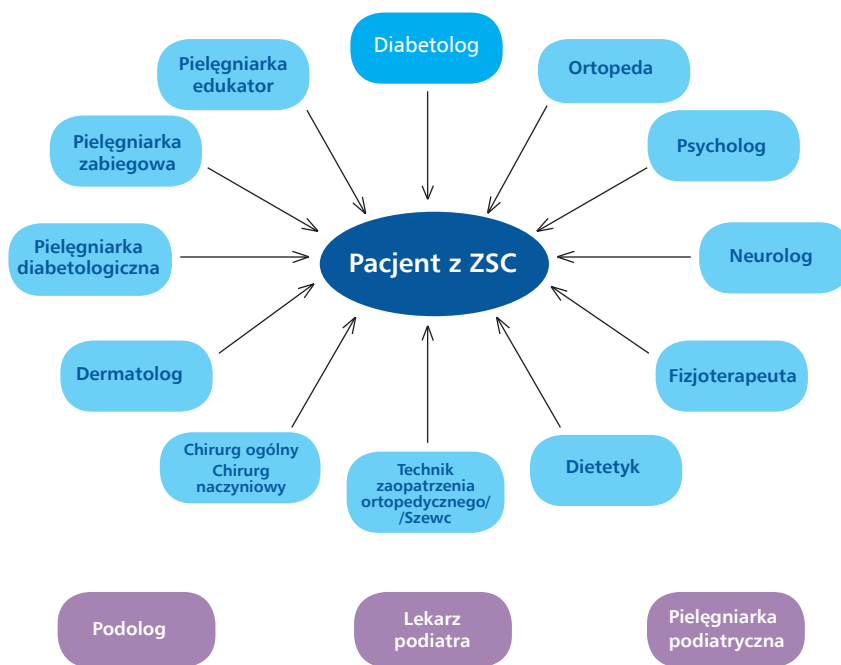 Diabetolog
Pielęgniarka
edukator
Ortopeda
Pielęgniarka
zabiegowa
Psycholog
Pielęgniarka
diabetologiczna
Pacjent z ZSC
Neurolog
Dermatolog
Fizjoterapeuta
Chirurg ogólny
Chirurg
naczyniowy
Technik
zaopatrzenia
ortopedycznego/
/Szewc
Dietetyk
Podolog
Lekarz
podiatra
Pielęgniarka
podiatryczna